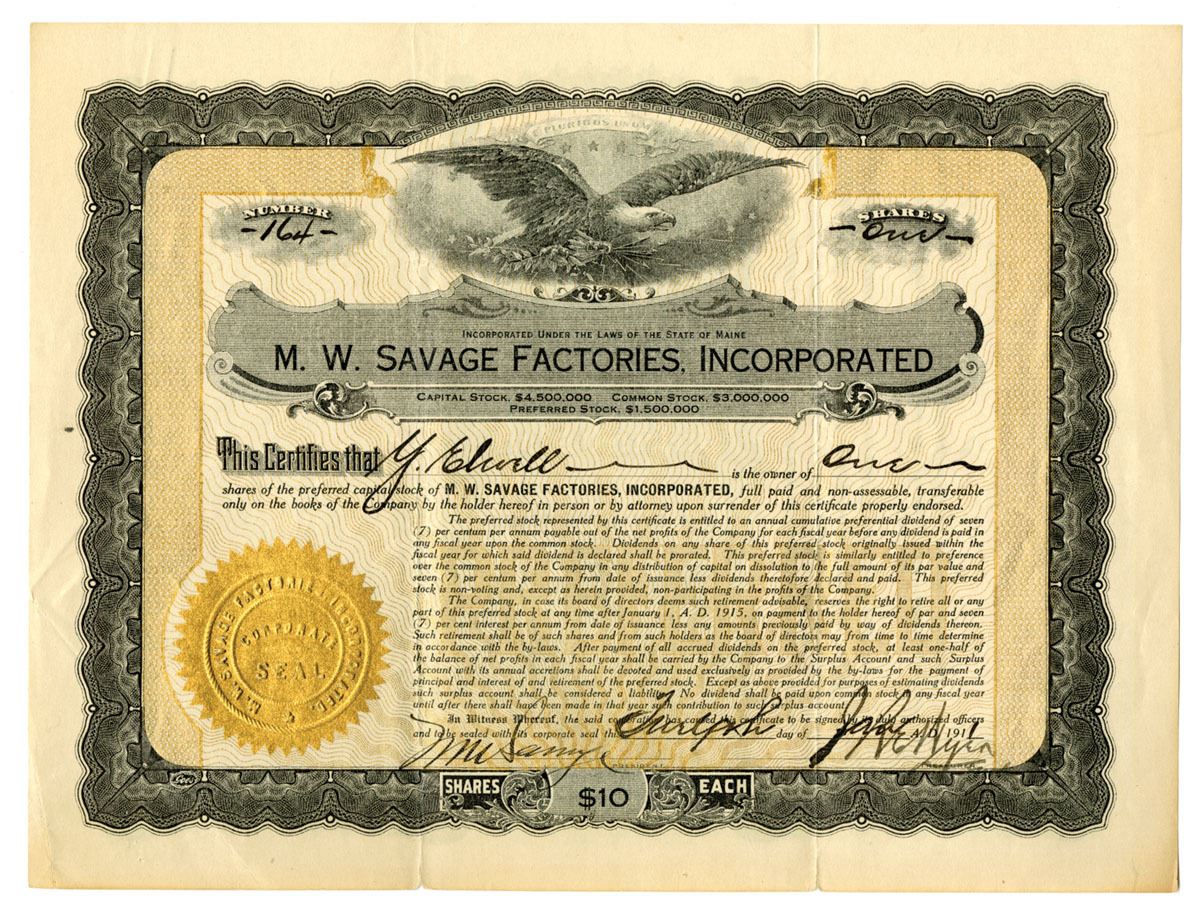 E PLURIBUS UNUM
NUMBER
-164-
SHARES
-One-
INCORPORATED UNDER THE LAWS OF THE STATE OF MAINE
M. W. SAVAGE FACTORIES, INCORPORATED
CAPITAL STOCK, $4,500,000 COMMON STOCK, $3,000,000
PREFERRED STOCK, $1,500,000
This Certifies that Y. Elwell is the owner of One
shares of the preferred capital stock of M. W. SAVAGE FACTORIES, INCORPORATED, full paid and non-assessable, transferable
only on the books of the Company by the holder hereof in person or by attorney upon surrender of this certificate properly endorsed.
The preferred stock represented by this certificate is entitled to an annual cumulative preferential dividend of seven
(7) per centum per annum payable out of the net profits of the Company for each fiscal year before any dividend is paid in
any fiscal year upon the common stock. Dividends on any share of this preferred stock originally issued within the
fiscal year for which said dividend is declared shall be prorated. This preferred stock is similarly entitled to preference
over the common stock of the Company in any distribution of capital on dissolution to the full amount of its par value and
seven (7) per centum per annum from date of issuance less dividends theretofore declared and paid. This preferred
stock is non-voting and, except as herein provided, non-participating in the profits of the Company.
The Company, in case its board of directors deems such retirement advisable, reserves the right to retire all or any
part of this preferred stock at any time after January 1, A. D. 1915, on payment to the holder hereof of par and seven
(7) per cent interest per annum from date of issuance less any amounts previously paid by way of dividends thereon.
Such retirement shall be of such shares and from such holders as the board of directors may from time to time determine
in accordance with the by-laws. After payment of all accrued dividends on the preferred stock, at least one-half of
the balance of net profits in each fiscal year shall be carried by the Company to the Surplus Account and such Surplus
Account with its annual accretions shall be devoted and used exclusively as provided by the by-laws for the payment of
principal and interest of and retirement of the preferred stock. Except as above provided for purposes of estimating dividends
such surplus account shall be considered a liability. No dividend shall be paid upon common stock in any fiscal year
until after there shall have been made in that year such contribution to such surplus account.
In Witness Whereof, the said corporation has caused this certificate to be signed by its duly authorized officers
and to be sealed with its corporate seal this day of July A. D. 1911
PRESIDENT
TREASURER
M. W. SAVAGE FACTORIES INCORPORATED
CORPORATE
SEAL
SHARES $10 EACH